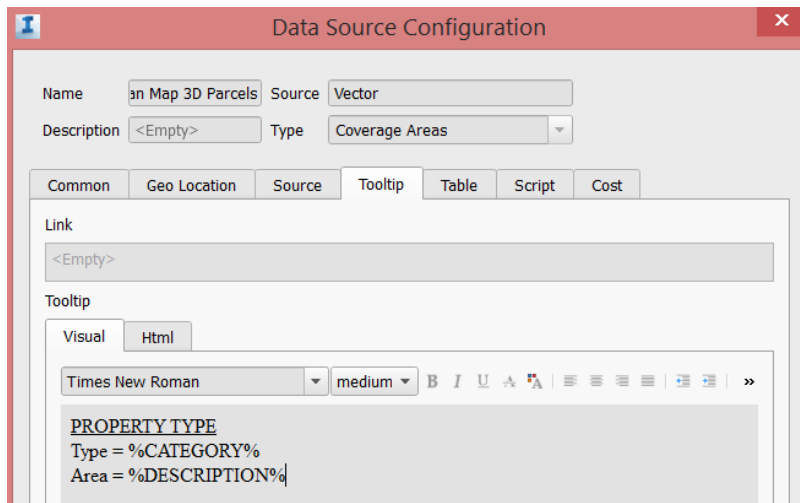 Data Source Configuration
Name an Map 3D Parcels Source Vector
Description <Empty> Type Coverage Areas
Common Geo Location Source Tooltip Table Script Cost
Link
<Empty>
Tooltip
Visual Html
Times New Roman medium B I U A A »
PROPERTY TYPE
Type = %CATEGORY%
Area = %DESCRIPTION%